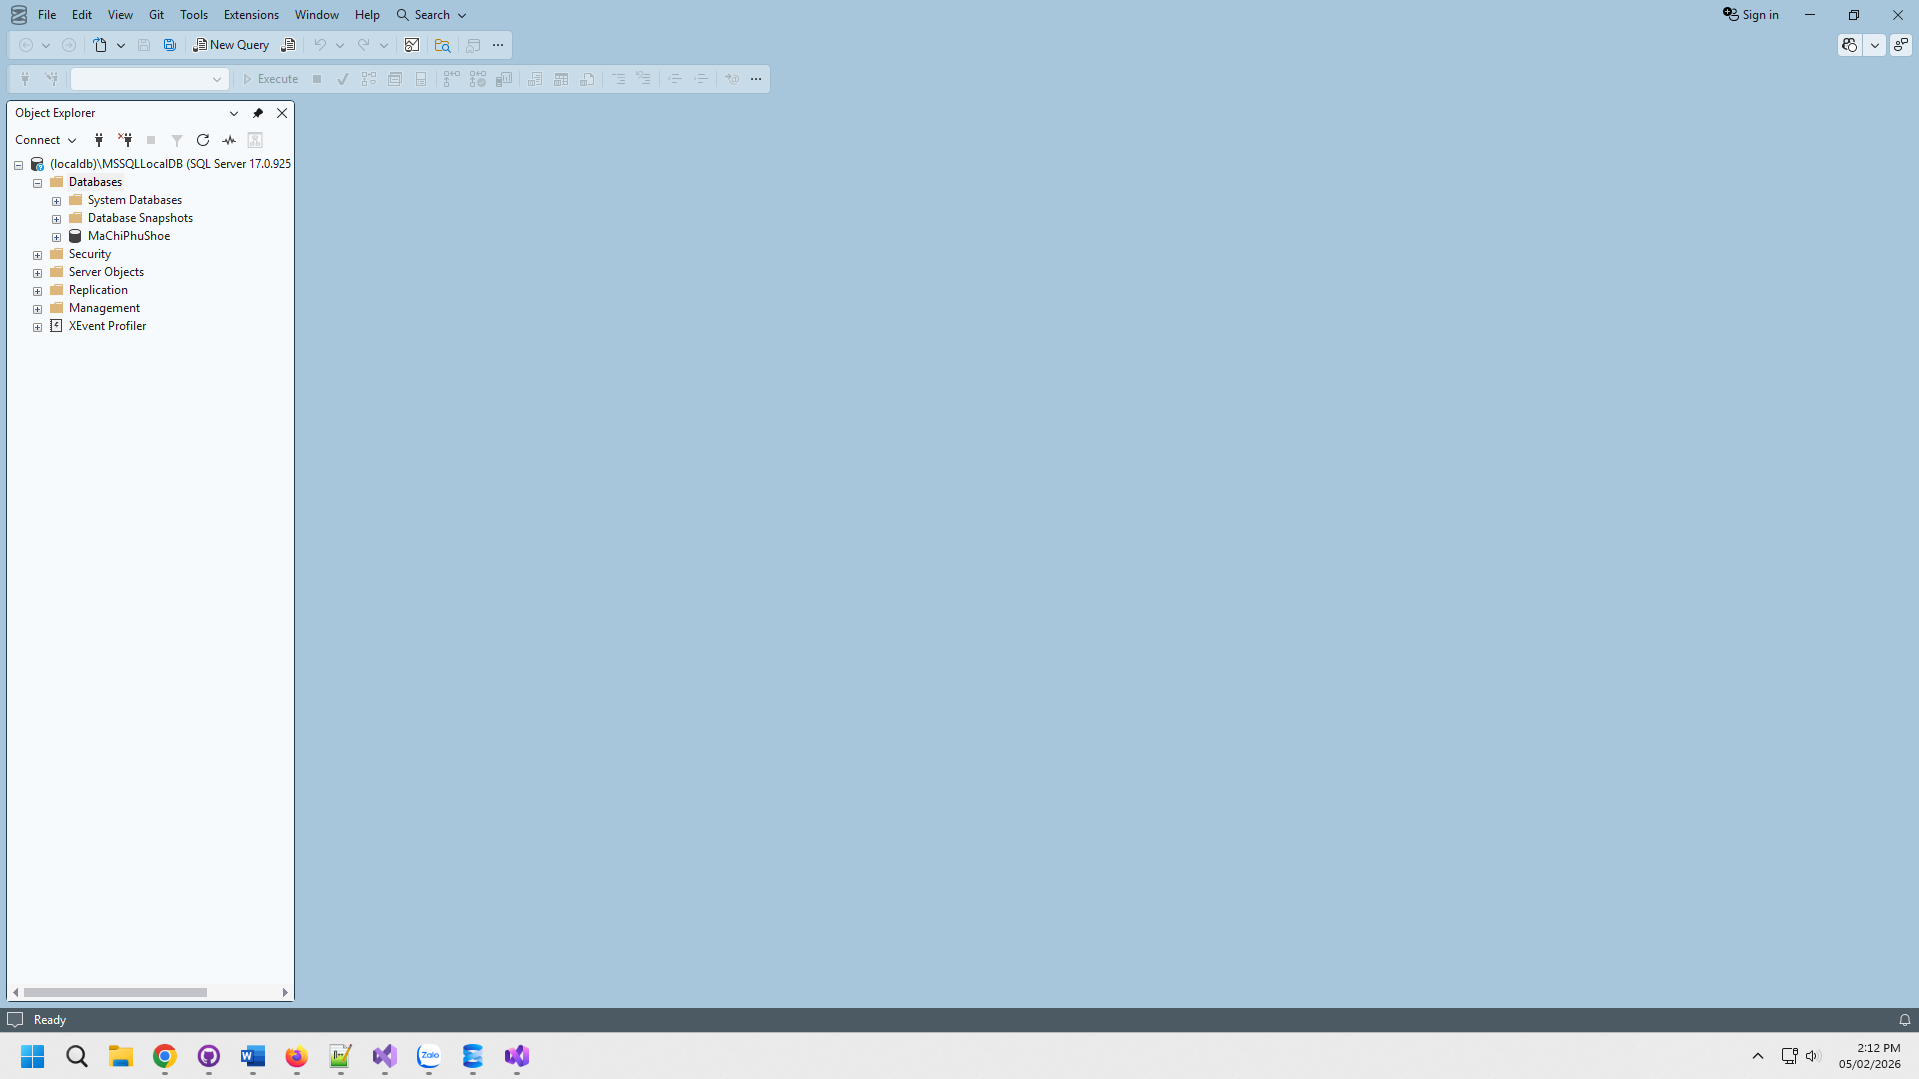 File Edit View Git Tools Extensions Window Help Search Sign in
New Query
Execute
Object Explorer
Connect
(localdb)\MSSQLLocalDB (SQL Server 17.0.925
Databases
System Databases
Database Snapshots
MaChiPhuShoe
Security
Server Objects
Replication
Management
XEvent Profiler
Ready
Zalo
2:12 PM
05/02/2026